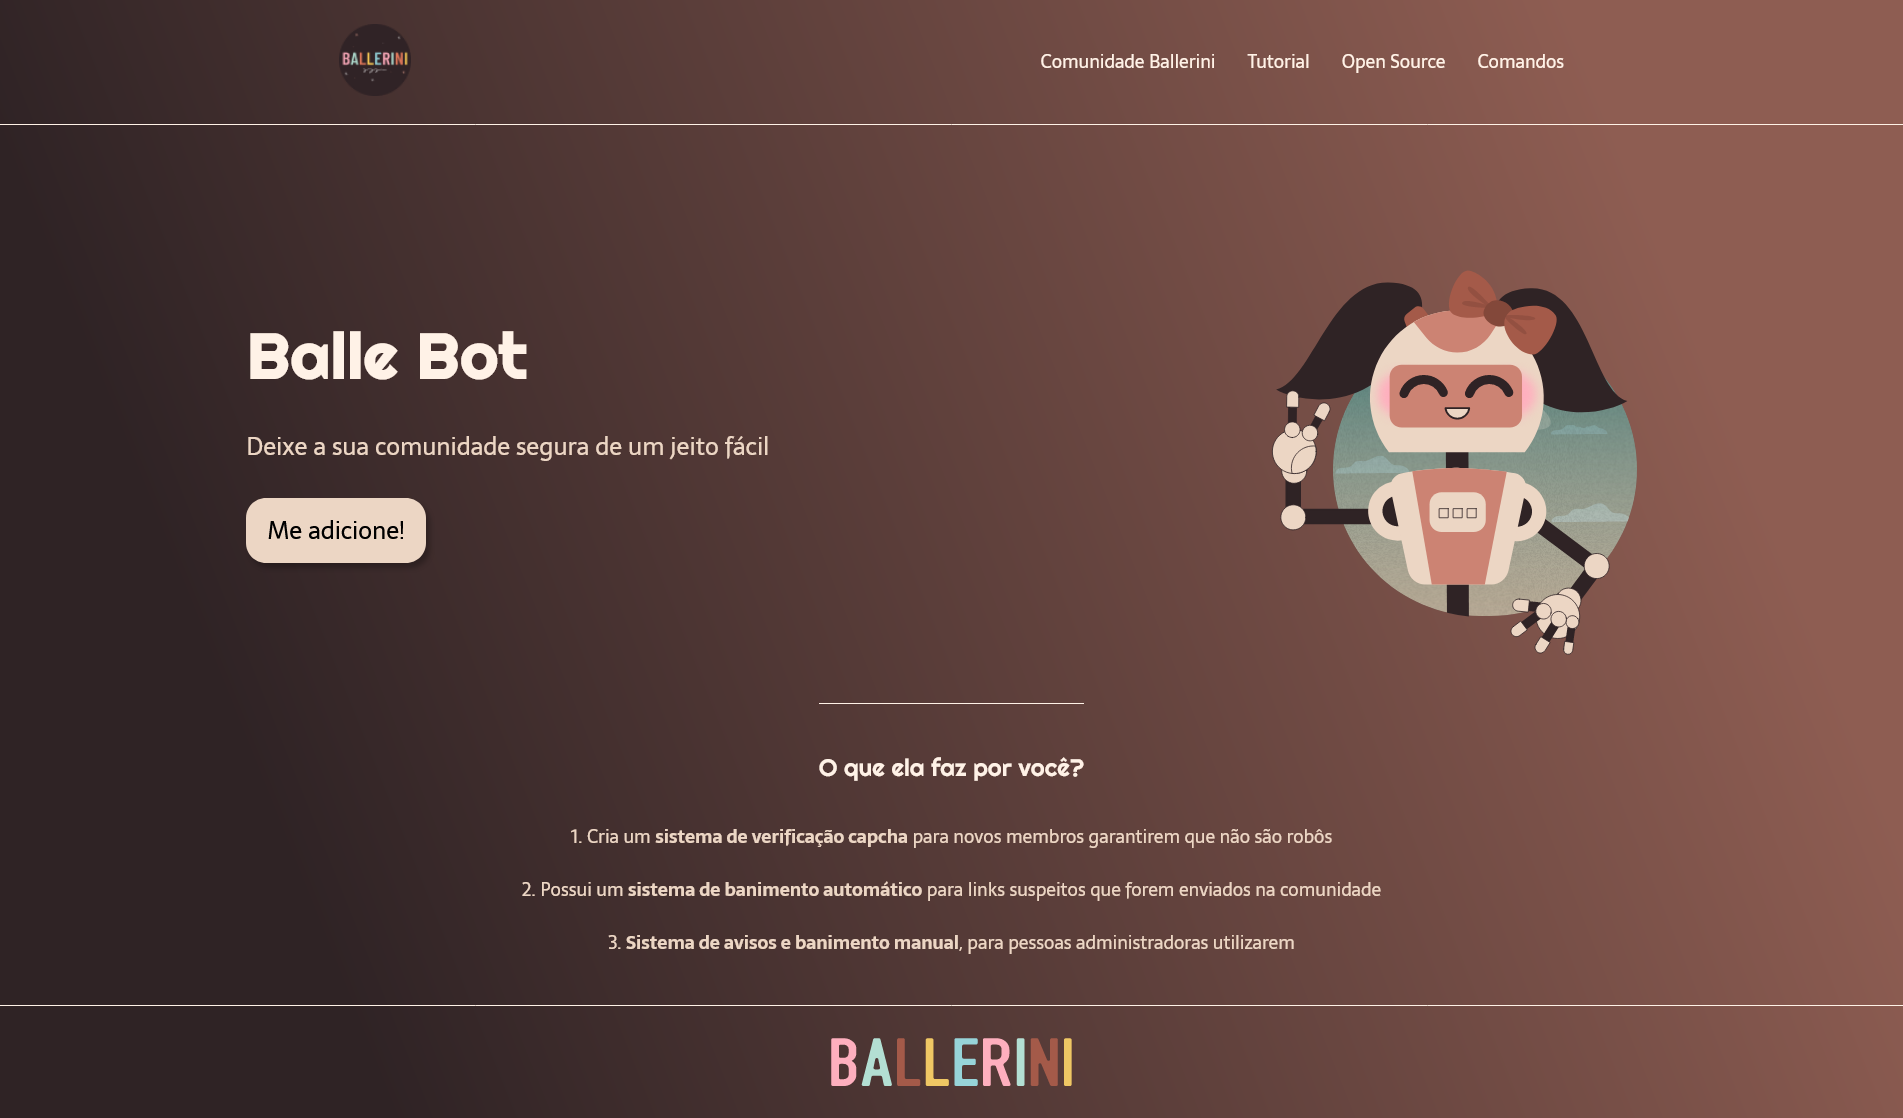 BALLERINI
Comunidade Ballerini
Tutorial
Open Source
Comandos
Balle Bot
Deixe a sua comunidade segura de um jeito fácil
Me adicione!
O que ela faz por você?
1. Cria um sistema de verificação capcha para novos membros garantirem que não são robôs
2. Possui um sistema de banimento automático para links suspeitos que forem enviados na comunidade
3. Sistema de avisos e banimento manual, para pessoas administradoras utilizarem
BALLERINI